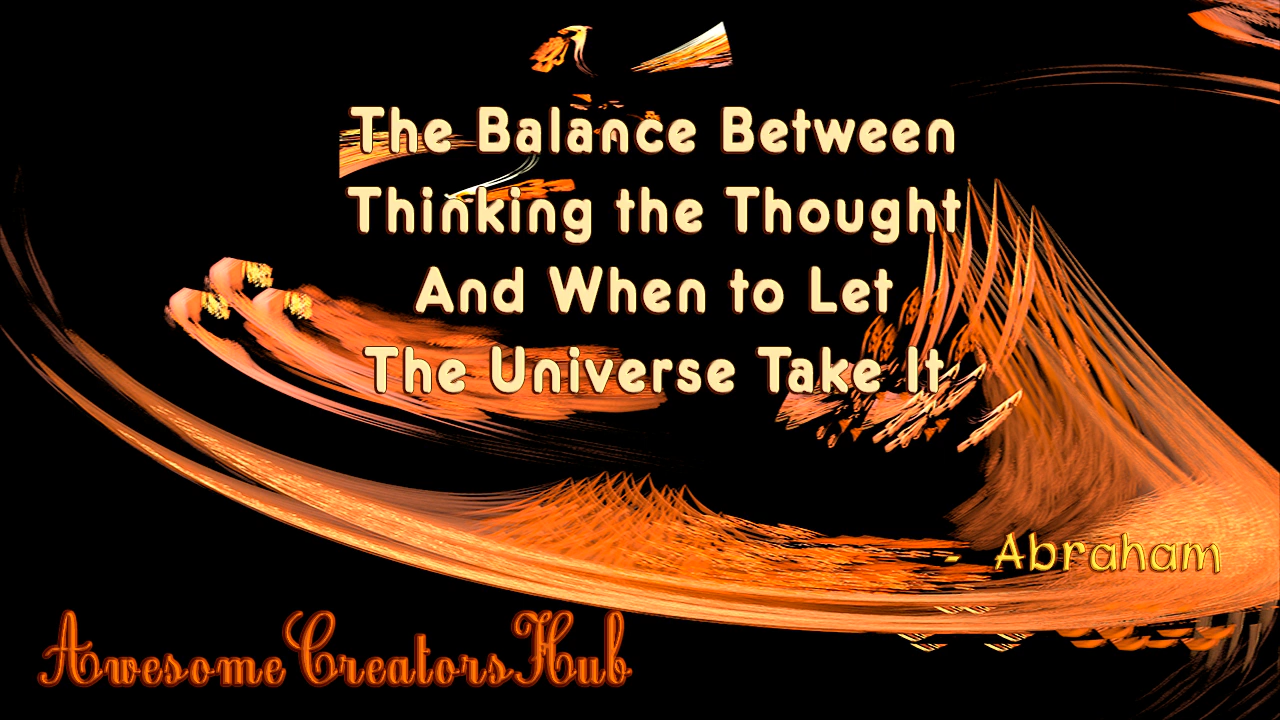 The Balance Between
Thinking the Thought
And When to Let
The Universe Take It
- Abraham
AwesomeCreatorsHub